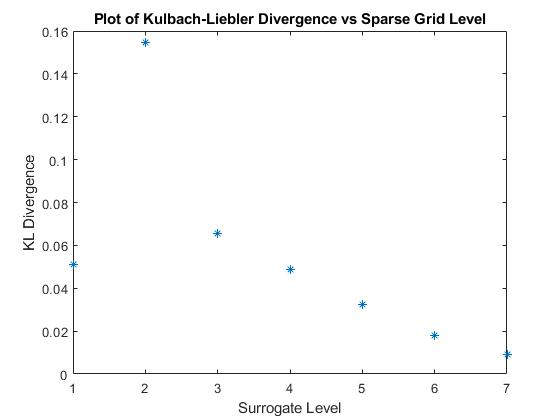 Plot of Kulbach-Liebler Divergence vs Sparse Grid Level
0.16
0.14
0.12
0.1
0.08
0.06
0.04
0.02
0
KL Divergence
1 2 3 4 5 6 7
Surrogate Level